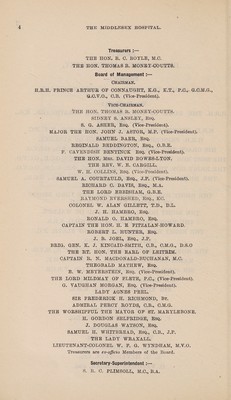 4 THE MIDDLESEX HOSPITAL.
Treasurers:—
THE HON. R. C. BOYLE, M.C.
THE HON. THOMAS B. MONEY-COUTTS.
Board of Management:—
CHAIRMAN.
H.R.H. PRINCE ARTHUR OF CONNAUGHT, K.G., K.T., P.C., G.C.M.G.,
G.C.V.O., C.B. (Vice-President).
VICE-CHAIRMAN.
THE HON. THOMAS B. MONEY-COUTTS.
SIDNEY R. ANSLEY, Esq.
S. G. ASHER, Esq. (Vice-President).
MAJOR THE HON. JOHN J. ASTOR, M.P. (Vice-President).
SAMUEL BAER, Esq.
REGINALD BEDDINGTON, Esq., O.B.E.
F. CAVENDISH BENTINCK Esq. (Vice-President).
THE HON. MRS. DAVID BOWES-LYON.
THE REV. W. E. CARGILL.
W. H. COLLINS, Esq. (Vice-President).
SAMUEL A. COURTAULD, Esq., J.P. (Vice-President).
RICHARD O. DAVIS, Esq., M.A.
THE LORD EBBISHAM, G.B.E.
RAYMOND EVERSHED, Esq., K.C.
COLONEL W. ALAN GILLETT, T.D., D.L.
J. H. HAMBRO, Esq.
RONALD O. HAMBRO, Esq.
CAPTAIN THE HON. H. E. FITZALAN-HOWARD.
ROBERT L. HUNTER, Esq.
J. B. JOEL, Esq., J.P.
BRIG. GEN. K. J. KINCAID-SMITH, C.B., C.M.G., D.S.O
THE RT. HON. THE EARL OF LEITRIM.
CAPTAIN R. N. MACDONALD-BUCHANAN, M.C.
THEOBALD MATHEW, Esq.
E. W. MEYERSTEIN, Esq. (Vice-President).
THE LORD MILDMAY OF FLETE, P.C., (Vice-President).
G. VAUGHAN MORGAN, Esq. (Vice-President).
LADY AGNES PEEL.
SIR FREDERICK H. RICHMOND, Bt.
ADMIRAL PERCY ROYDS, C.B., C.M.G.
THE WORSHIPFUL THE MAYOR OF ST. MARYLEBONE.
H. GORDON SELFRIDGE, Esq.
J. DOUGLAS WATSON, Esq.
SAMUEL H. WHITBREAD, Esq., C.B., J.P.
THE LADY WRAXALL.
LIEUTENANT-COLONEL W. F. G. WYNDHAM, M.V.O.
Treasurers are ex-officio Members of the Board.
Secretary-Superintendent:—
S. R. C. PLIMSOLL, M.C., B.A.